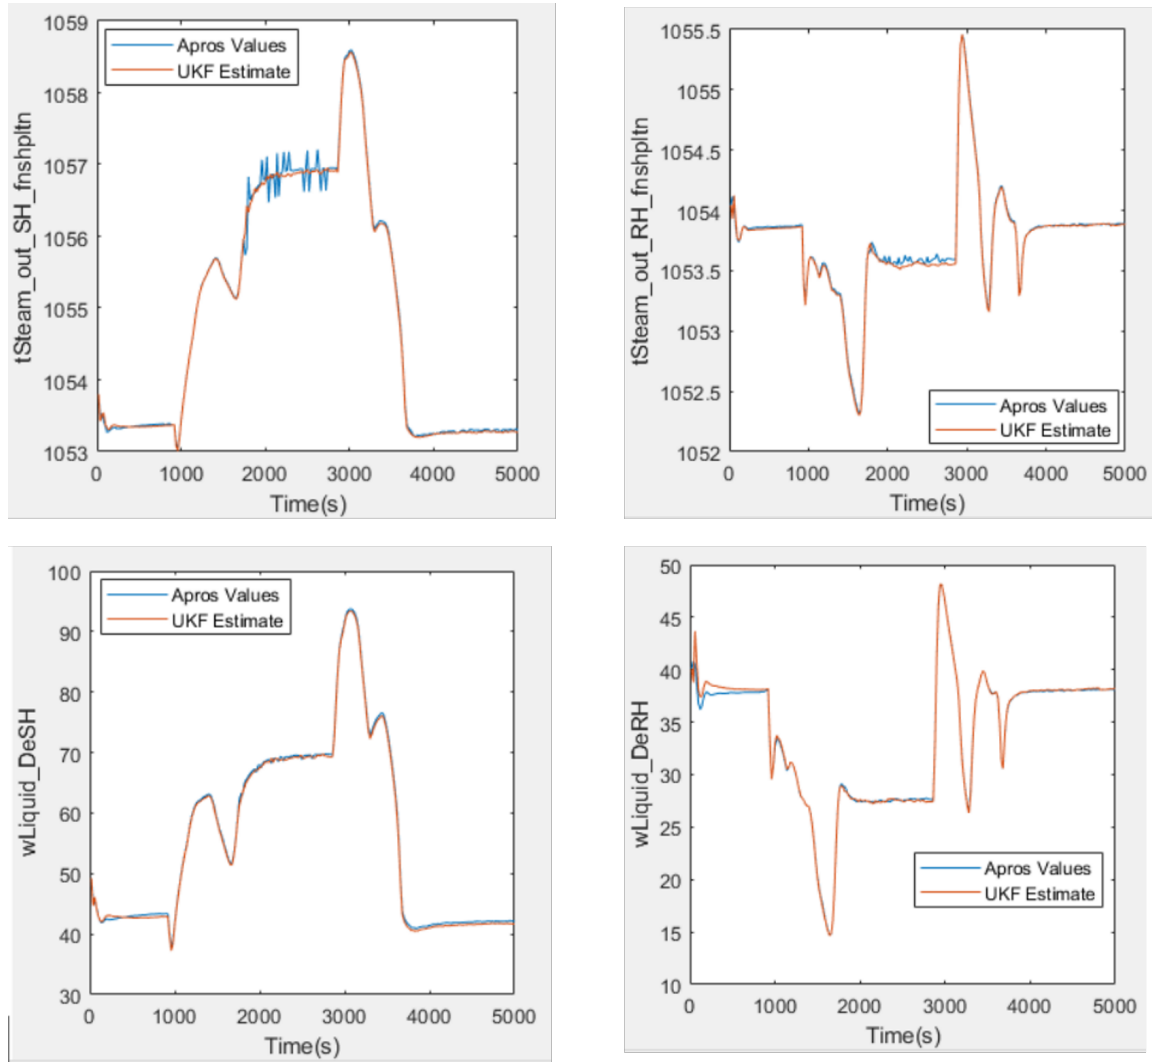 1059
1058
1057
1056
1055
1054
1053
tSteam_out_SH_fnshpltn
Apros Values
UKF Estimate
0 1000 2000 3000 4000 5000
Time(s)
1055.5
1055
1054.5
1054
1053.5
1053
1052.5
1052
tSteam_out_RH_fnshpltn
Apros Values
UKF Estimate
0 1000 2000 3000 4000 5000
Time(s)
100
90
80
70
60
50
40
30
wLiquid_DeSH
Apros Values
UKF Estimate
0 1000 2000 3000 4000 5000
Time(s)
50
45
40
35
30
25
20
15
10
wLiquid_DeRH
Apros Values
UKF Estimate
0 1000 2000 3000 4000 5000
Time(s)